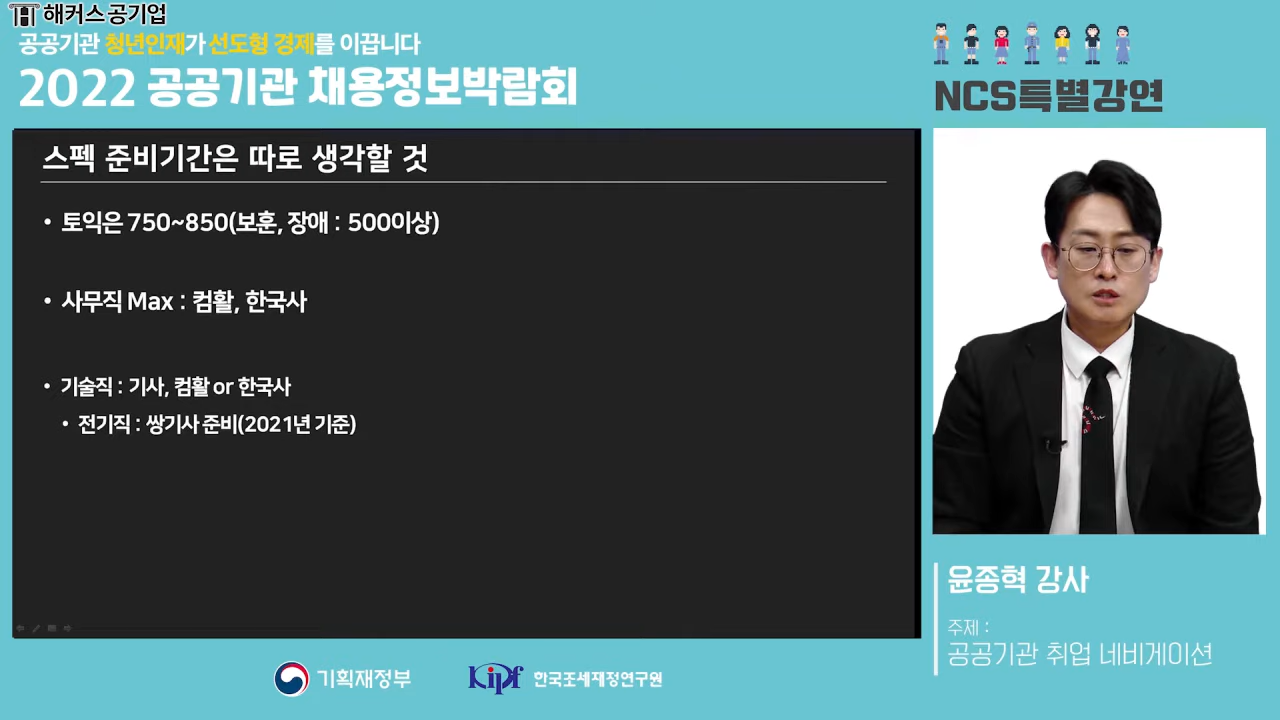 해커스공기업
공공기관 청년인재가 선도형 경제를 이끕니다
2022 공공기관 채용정보박람회
NCS특별강연
스펙 준비기간은 따로 생각할 것
• 토익은 750~850(보훈, 장애 : 500이상)
• 사무직 Max : 컴활, 한국사
• 기술직 : 기사, 컴활 or 한국사
• 전기직 : 쌍기사 준비(2021년 기준)
윤종혁 강사
주제 :
공공기관 취업 네비게이션
기획재정부
Kipf 한국조세재정연구원